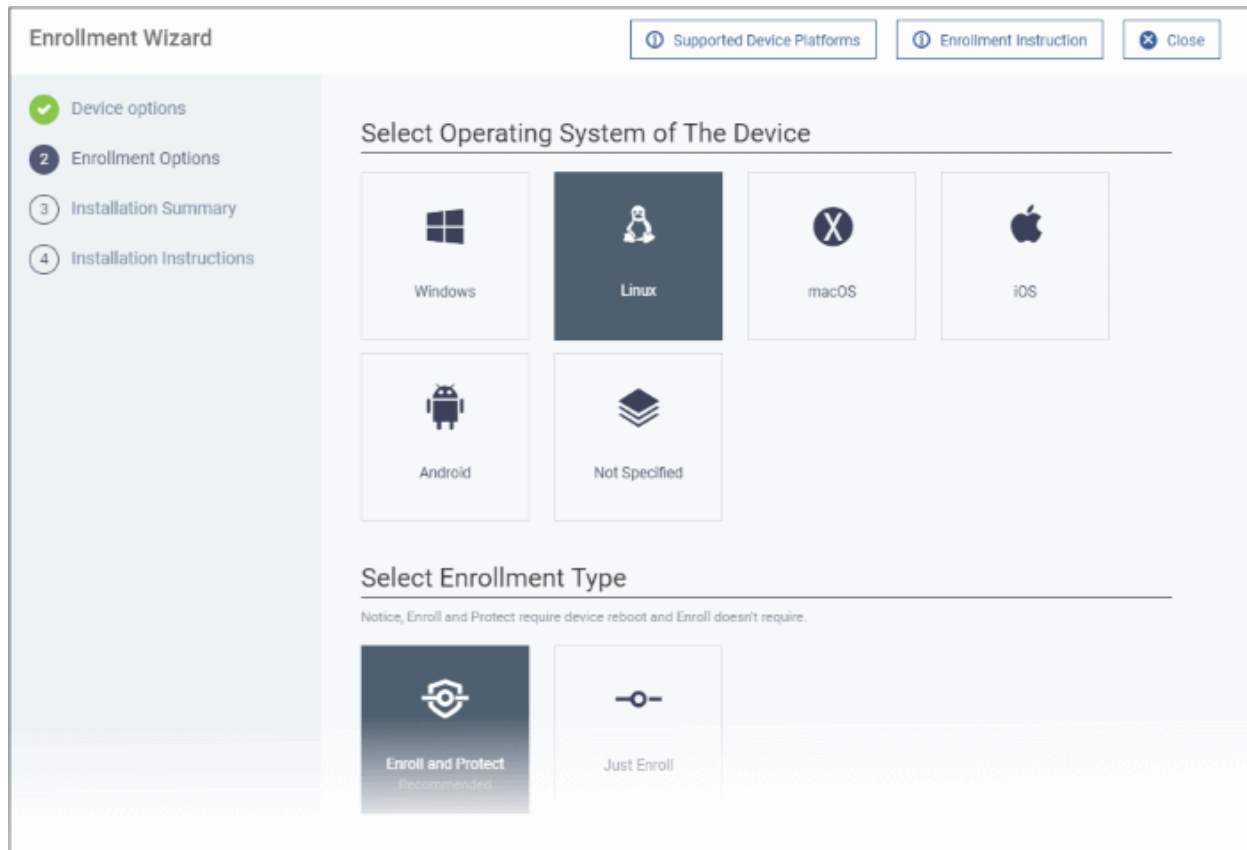 Enrollment Wizard
Supported Device Platforms
Enrollment Instruction
Close
Device options
2 Enrollment Options
3 Installation Summary
4 Installation Instructions
Select Operating System of The Device
Windows
Linux
X
macOS
iOS
Android
Not Specified
Select Enrollment Type
Notice, Enroll and Protect require device reboot and Enroll doesn't require.
Enroll and Protect
Recommended
Just Enroll